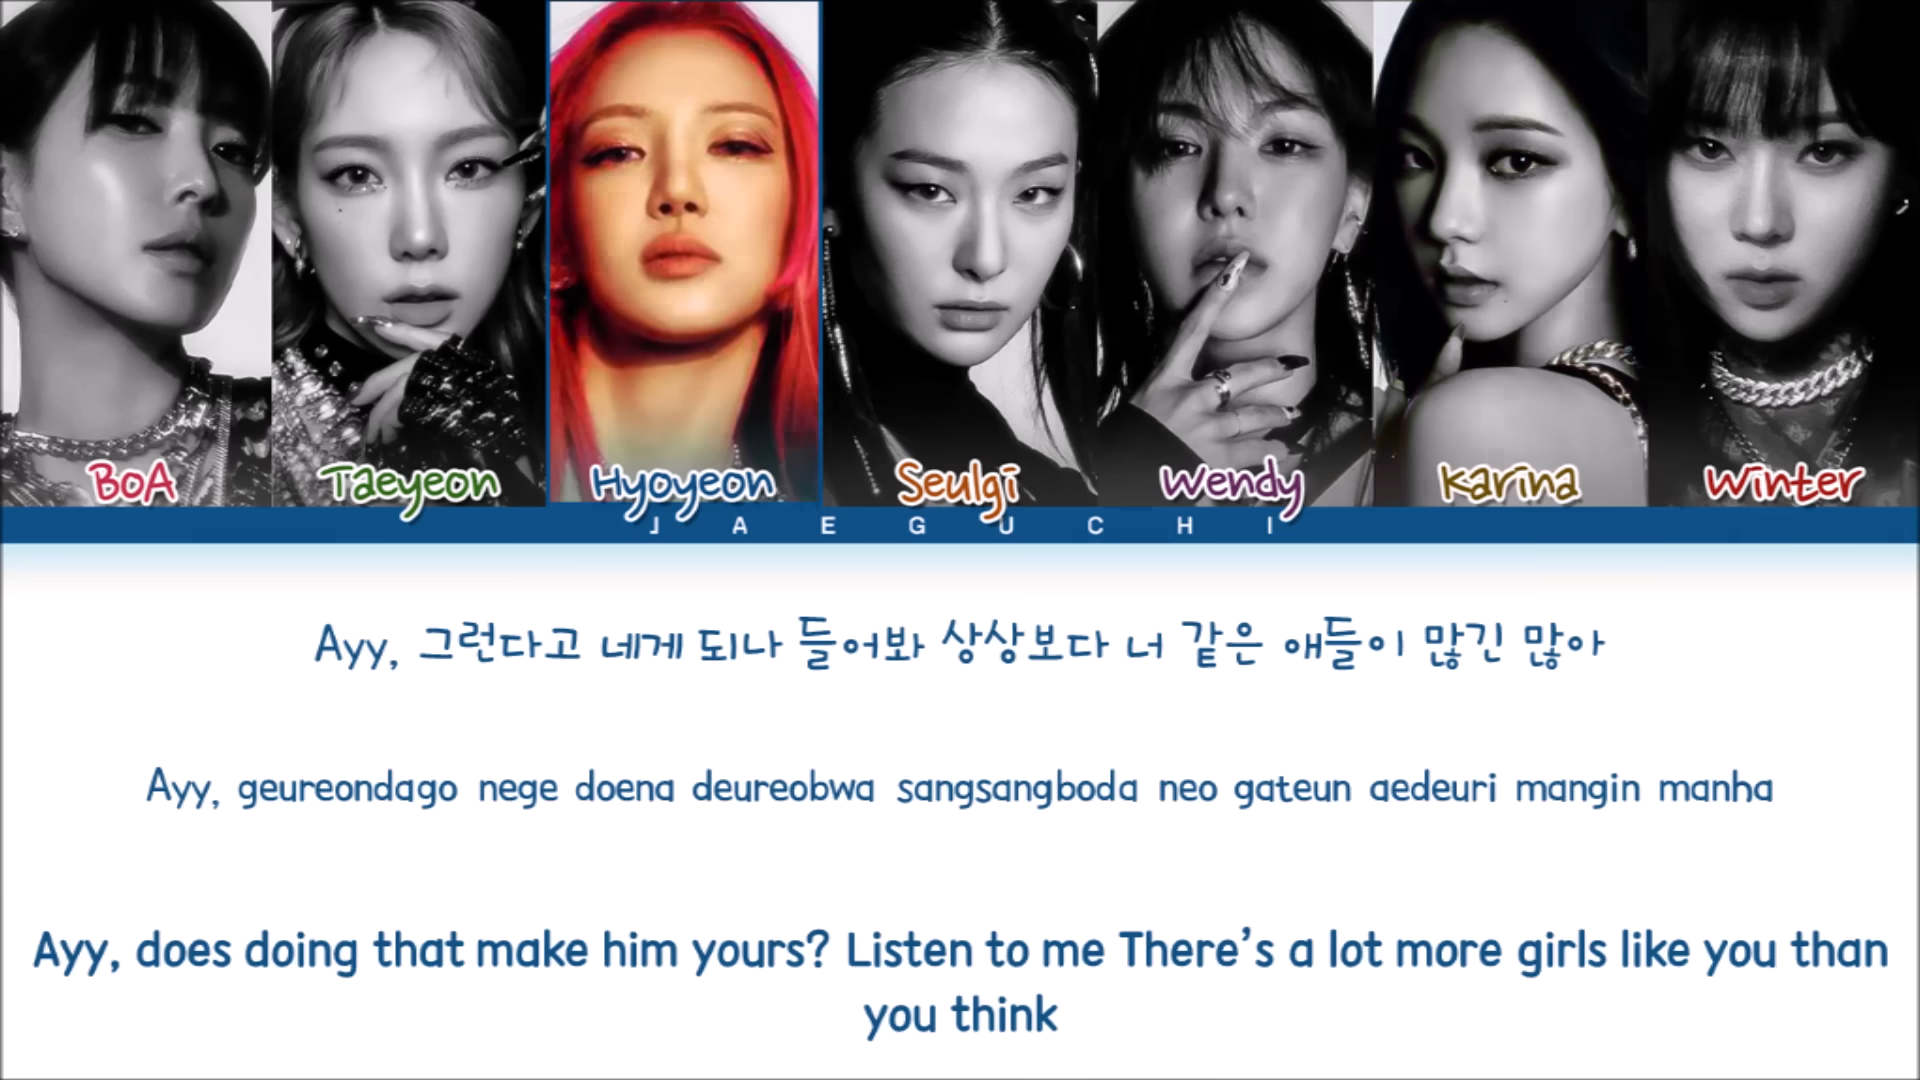 BoA Taeyeon Hyoyeon Seulgi Wendy Karina Winter
JAEGUCHI
Ayy, 그런다고 네게 되나 들어봐 상상보다 너 같은 애들이 많긴 많아
Ayy, geureondago nege doena deureobwa sangsangboda neo gateun aedeuri mangin manha
Ayy, does doing that make him yours? Listen to me There's a lot more girls like you than
you think